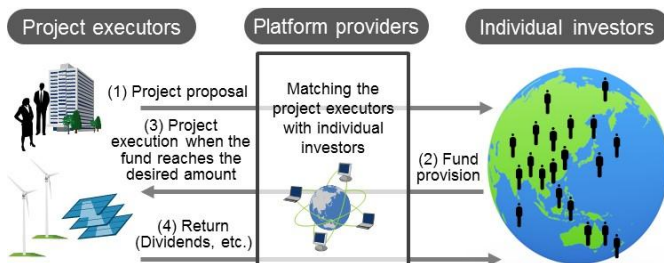 Project executors
Platform providers
Individual investors
(1) Project proposal
(3) Project
execution when the
fund reaches the
desired amount
(4) Return
(Dividends, etc.)
Matching the
project executors
with individual
investors
(2) Fund
provision